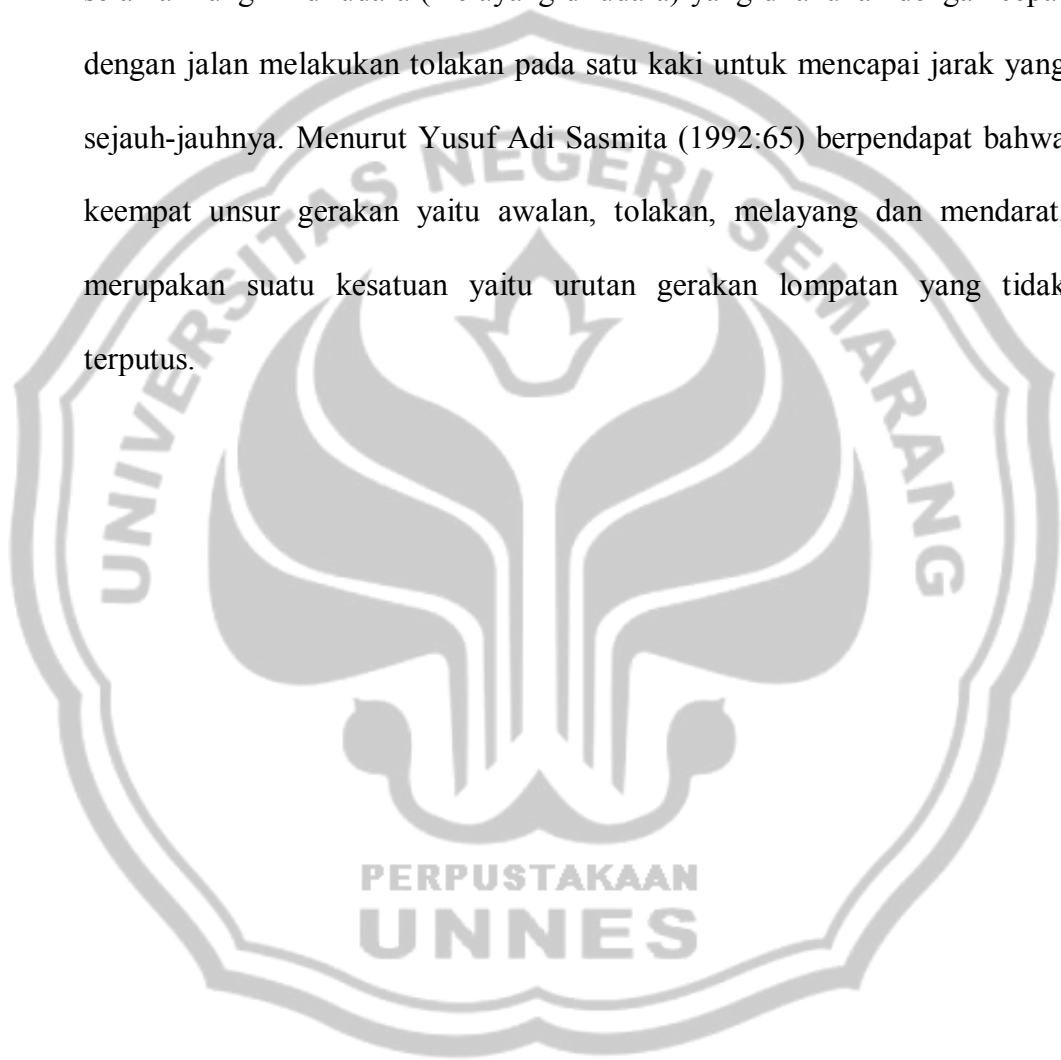 yang dengan
dengan jalan melakukan tolakan pada satu kaki untuk mencapai jarak yang
sejauh-jauhnya. Menurut Yusuf Adi Sasmita (1992:65) berpendapat bahwa
keempat unsur gerakan yaitu awalan, tolakan, melayang dan mendarat,
merupakan suatu kesatuan yaitu urutan gerakan lompatan yang tidak
terputus.
UNIVERSITAS NEGERI SEMARANG
PERPUSTAKAAN
UNNES